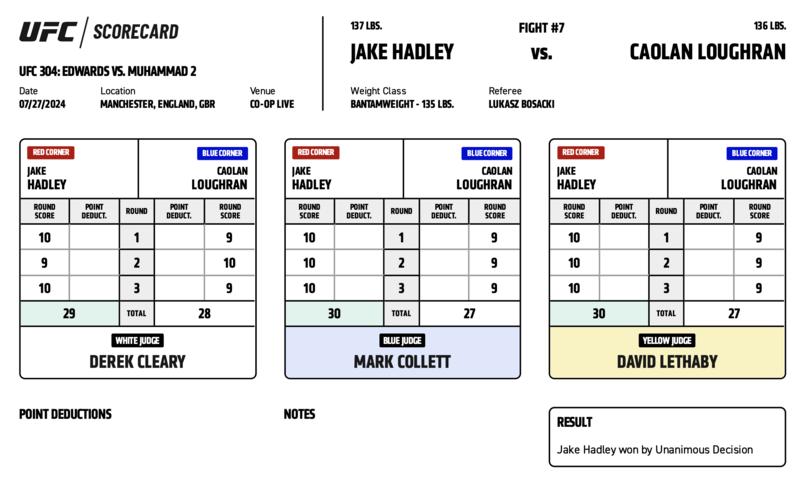 UFC / SCORECARD
UFC 304: EDWARDS VS. MUHAMMAD 2
Date Location Venue
07/27/2024 MANCHESTER, ENGLAND, GBR CO-OP LIVE
137 LBS. FIGHT #7 136 LBS.
JAKE HADLEY VS. CAOLAN LOUGHRAN
Weight Class Referee
BANTAMWEIGHT - 135 LBS. LUKASZ BOSACKI
RED CORNER BLUE CORNER
JAKE CAOLAN
HADLEY LOUGHRAN
ROUND POINT ROUND POINT ROUND
SCORE DEDUCT. DEDUCT. SCORE
10 1 9
9 2 10
10 3 9
29 TOTAL 28
WHITE JUDGE
DEREK CLEARY
RED CORNER BLUE CORNER
JAKE CAOLAN
HADLEY LOUGHRAN
ROUND POINT ROUND POINT ROUND
SCORE DEDUCT. DEDUCT. SCORE
10 1 9
10 2 9
10 3 9
30 TOTAL 27
BLUE JUDGE
MARK COLLETT
RED CORNER BLUE CORNER
JAKE CAOLAN
HADLEY LOUGHRAN
ROUND POINT ROUND POINT ROUND
SCORE DEDUCT. DEDUCT. SCORE
10 1 9
10 2 9
10 3 9
30 TOTAL 27
YELLOW JUDGE
DAVID LETHABY
POINT DEDUCTIONS
NOTES
RESULT
Jake Hadley won by Unanimous Decision